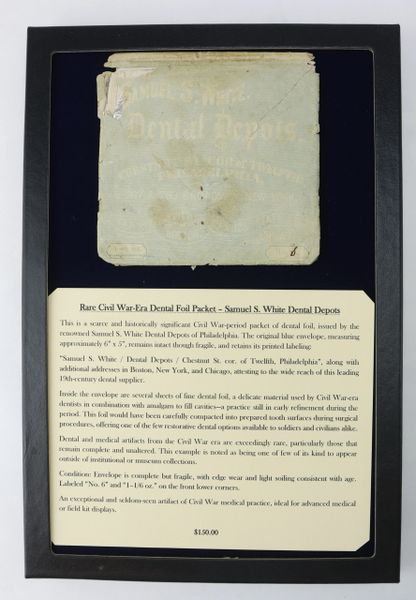 SAMUEL S. WHITE,
Dental Depots.
PHILADELPHIA
6
Rare Civil War-Era Dental Foil Packet – Samuel S. White Dental Depots
This is a scarce and historically significant Civil War-period packet of dental foil, issued by the
renowned Samuel S. White Dental Depots of Philadelphia. The original blue envelope, measuring
approximately 6" x 5", remains intact though fragile, and retains its printed labeling:
"Samuel S. White / Dental Depots / Chestnut St. cor. of Twelfth, Philadelphia", along with
additional addresses in Boston, New York, and Chicago, attesting to the wide reach of this leading
19th-century dental supplier.
Inside the envelope are several sheets of fine dental foil, a delicate material used by Civil War-era
dentists in combination with amalgam to fill cavities—a practice still in early refinement during the
period. This foil would have been carefully compacted into prepared tooth surfaces during surgical
procedures, offering one of the few restorative dental options available to soldiers and civilians alike.
Dental and medical artifacts from the Civil War era are exceedingly rare, particularly those that
remain complete and unaltered. This example is noted as being one of few of its kind to appear
outside of institutional or museum collections.
Condition: Envelope is complete but fragile, with edge wear and light soiling consistent with age.
Labeled "No. 6" and "1–1/6 oz." on the front lower corners.
An exceptional and seldom-seen artifact of Civil War medical practice, ideal for advanced medical
or field kit displays.
$150.00